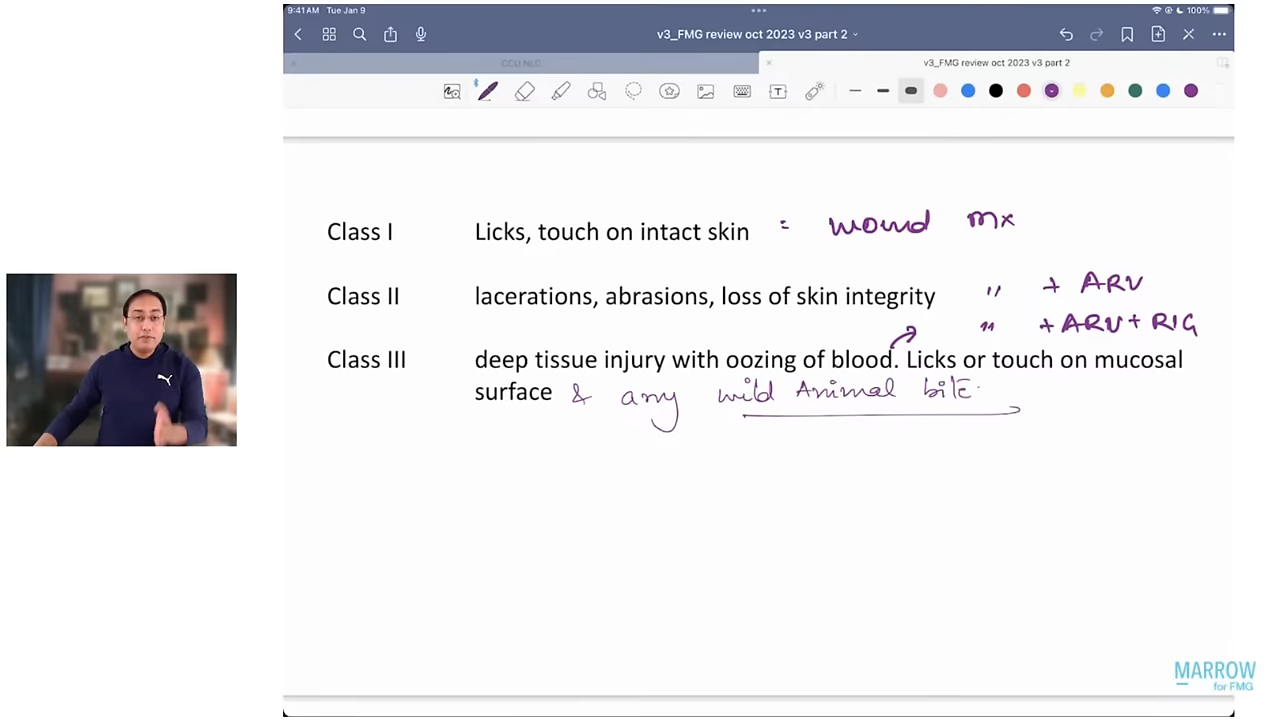 9:41AM Tue Jan 9
100%
v3_FMG review oct 2023 v3 part 2
CCU NLC
v3_FMG review oct 2023 v3 part 2
Class I Licks, touch on intact skin = wound mx
Class II lacerations, abrasions, loss of skin integrity " + ARV
" + ARV + RIG
Class III deep tissue injury with oozing of blood. Licks or touch on mucosal
surface & any wild Animal bite.
MARROW
for FMG